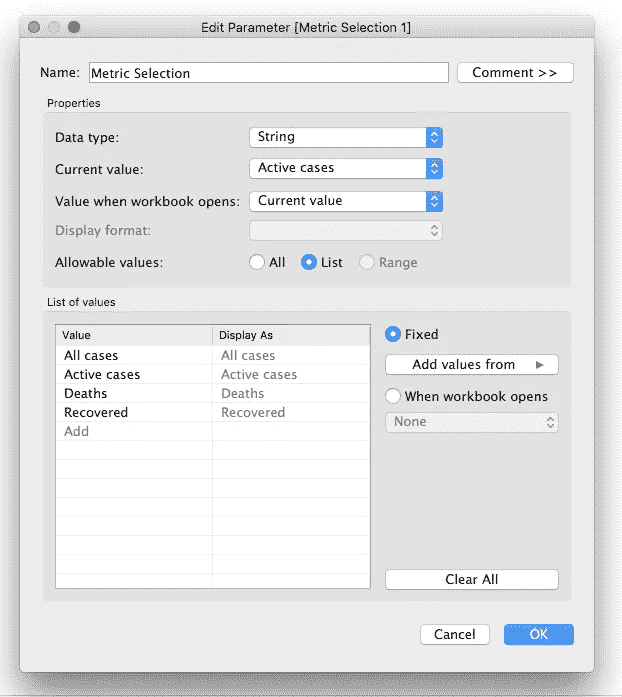 Edit Parameter [Metric Selection 1]
Name: Metric Selection Comment >>
Properties
Data type: String
Current value: Active cases
Value when workbook opens: Current value
Display format:
Allowable values: All List Range
List of values
Value Display As
All cases All cases
Active cases Active cases
Deaths Deaths
Recovered Recovered
Add
Fixed
Add values from
When workbook opens
None
Clear All
Cancel OK